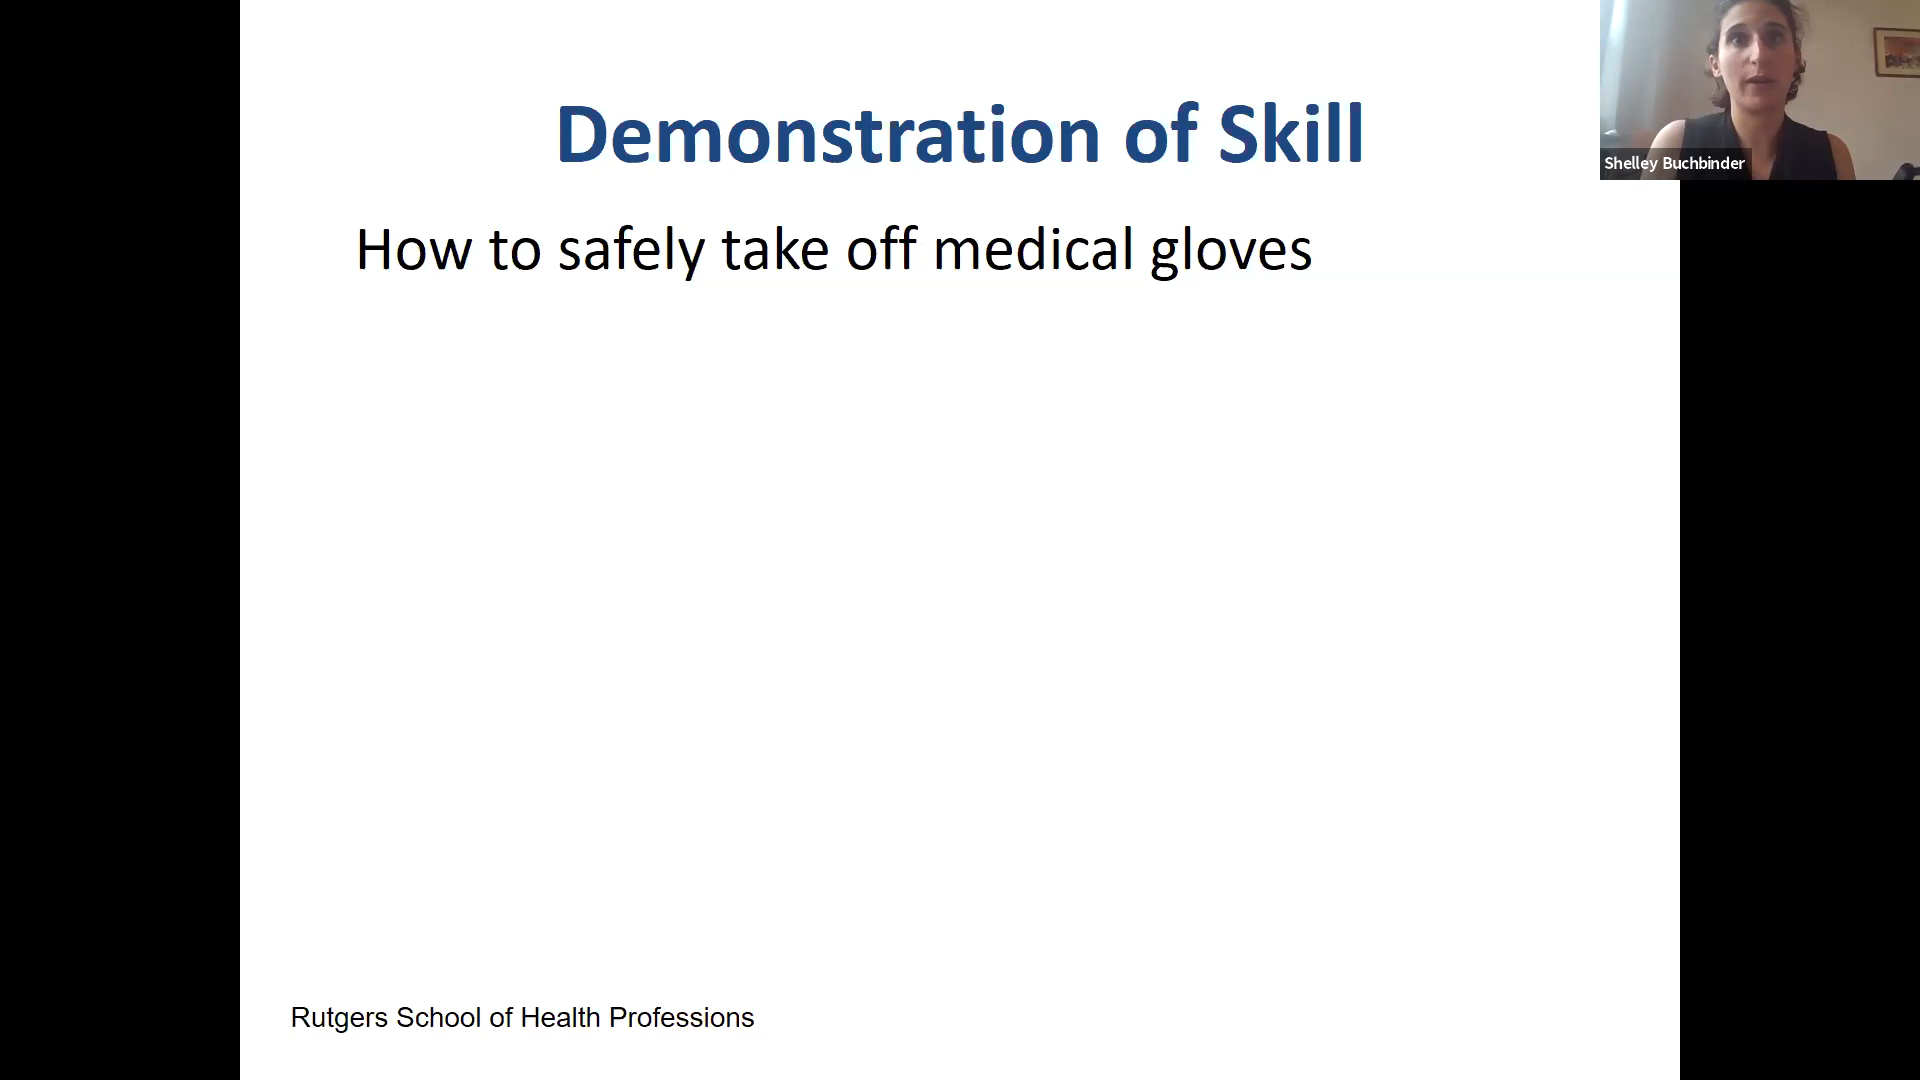 Demonstration of Skill
Shelley Buchbinder
How to safely take off medical gloves
Rutgers School of Health Professions